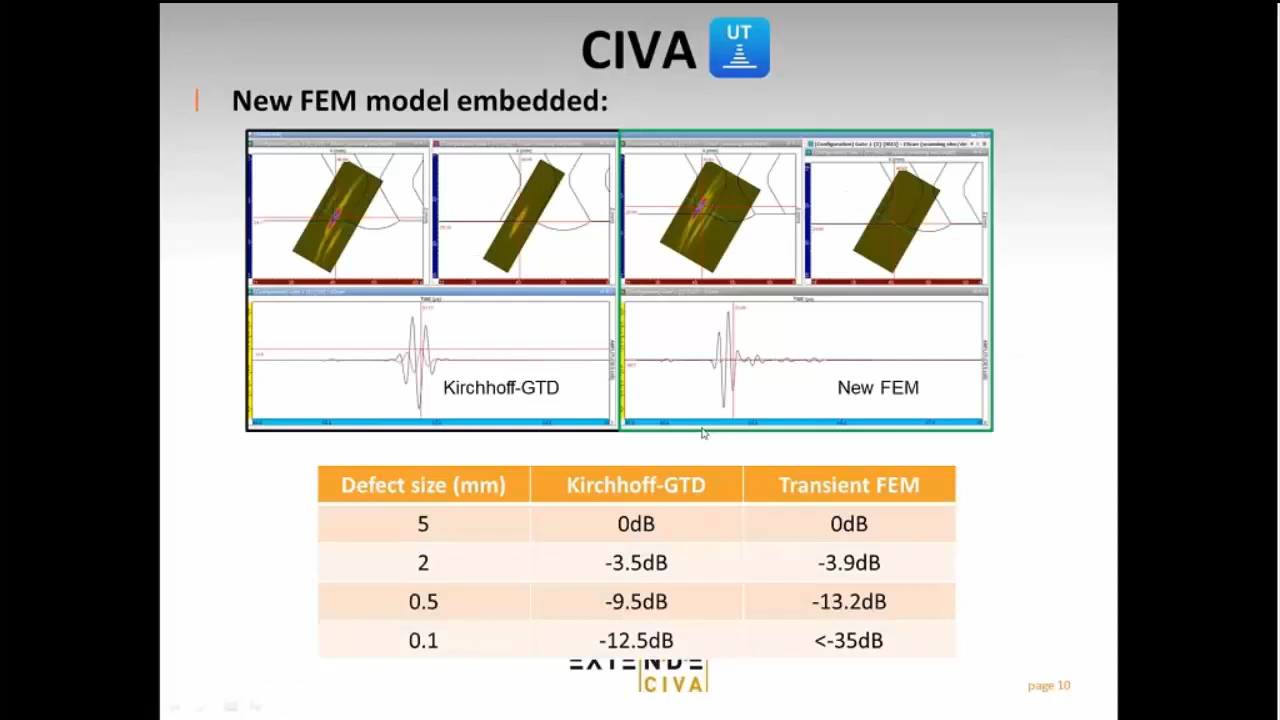 CIVA UT
New FEM model embedded:
Kirchhoff-GTD
New FEM
Defect size (mm) Kirchhoff-GTD Transient FEM
5 0dB 0dB
2 -3.5dB -3.9dB
0.5 -9.5dB -13.2dB
0.1 -12.5dB <-35dB
EXTENDE
CIVA
page 10